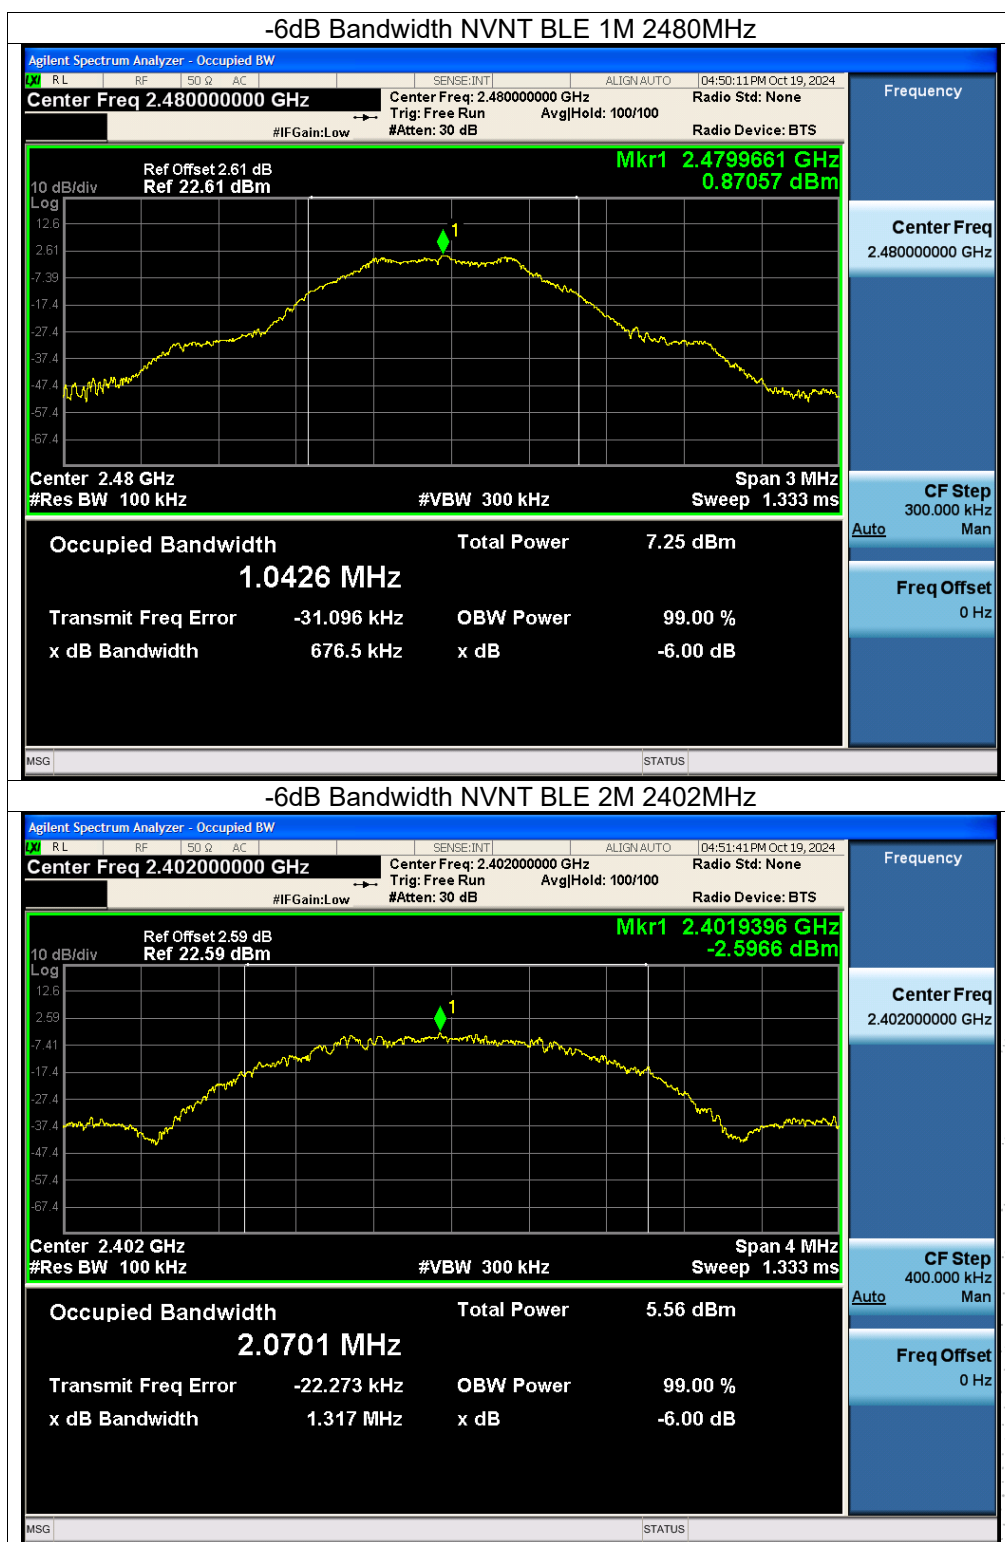 -6dB Bandwidth NVNT BLE 1M 2480MHz
Agilent Spectrum Analyzer - Occupied BW
LXI RL RF 50 Ω AC SENSE:INT ALIGN AUTO 04:50:11 PM Oct 19, 2024
Center Freq 2.480000000 GHz Center Freq: 2.480000000 GHz Radio Std: None
Trig: Free Run Avg|Hold: 100/100
#IFGain:Low #Atten: 30 dB Radio Device: BTS
Frequency
Mkr1 2.4799661 GHz
0.87057 dBm
Ref Offset 2.61 dB
10 dB/div Ref 22.61 dBm
Log
12.6
2.61
-7.39
-17.4
-27.4
-37.4
-47.4
-57.4
-67.4
1
Center Freq
2.480000000 GHz
Center 2.48 GHz Span 3 MHz
#Res BW 100 kHz #VBW 300 kHz Sweep 1.333 ms
CF Step
300.000 kHz
Auto Man
Occupied Bandwidth Total Power 7.25 dBm
1.0426 MHz
Transmit Freq Error -31.096 kHz OBW Power 99.00 %
x dB Bandwidth 676.5 kHz x dB -6.00 dB
Freq Offset
0 Hz
MSG STATUS
-6dB Bandwidth NVNT BLE 2M 2402MHz
Agilent Spectrum Analyzer - Occupied BW
LXI RL RF 50 Ω AC SENSE:INT ALIGN AUTO 04:51:41 PM Oct 19, 2024
Center Freq 2.402000000 GHz Center Freq: 2.402000000 GHz Radio Std: None
Trig: Free Run Avg|Hold: 100/100
#IFGain:Low #Atten: 30 dB Radio Device: BTS
Frequency
Mkr1 2.4019396 GHz
-2.5966 dBm
Ref Offset 2.59 dB
10 dB/div Ref 22.59 dBm
Log
12.6
2.59
-7.41
-17.4
-27.4
-37.4
-47.4
-57.4
-67.4
1
Center Freq
2.402000000 GHz
Center 2.402 GHz Span 4 MHz
#Res BW 100 kHz #VBW 300 kHz Sweep 1.333 ms
CF Step
400.000 kHz
Auto Man
Occupied Bandwidth Total Power 5.56 dBm
2.0701 MHz
Transmit Freq Error -22.273 kHz OBW Power 99.00 %
x dB Bandwidth 1.317 MHz x dB -6.00 dB
Freq Offset
0 Hz
MSG STATUS